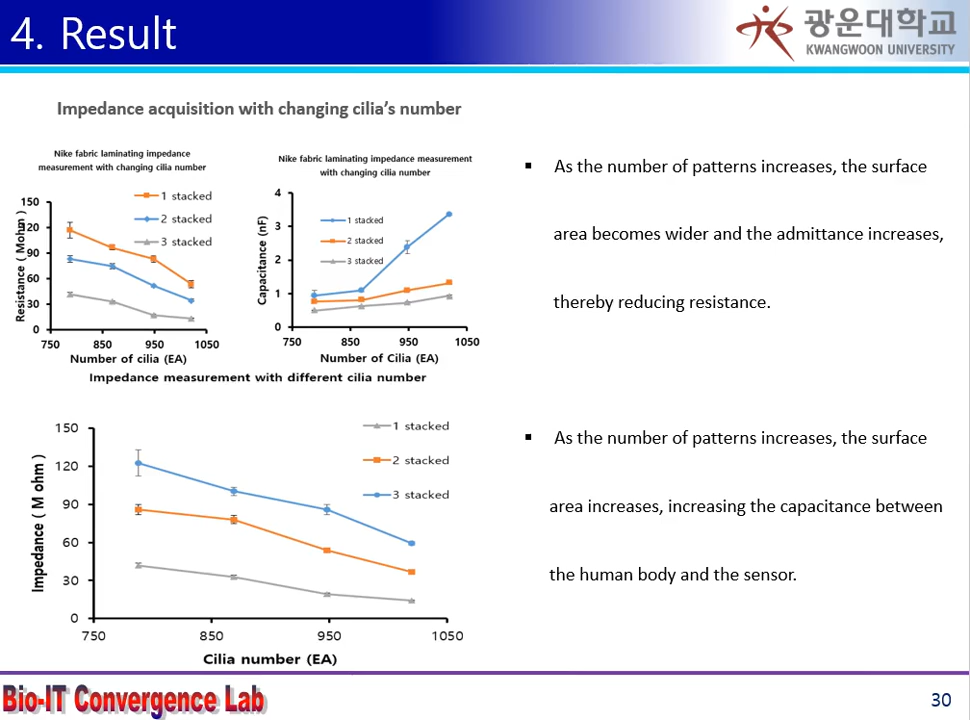 4. Result
광운대학교
KWANGWOON UNIVERSITY
Impedance acquisition with changing cilia's number
Nike fabric laminating impedance
measurement with changing cilia number
150
120
90
60
30
0
Resistance ( Mohm )
1 stacked
2 stacked
3 stacked
750 850 950 1050
Number of cilia (EA)
Nike fabric laminating impedance measurement
with changing cilia number
4
3
2
1
0
Capacitance (nF)
1 stacked
2 stacked
3 stacked
750 850 950 1050
Number of Cilia (EA)
Impedance measurement with different cilia number
150
120
90
60
30
0
Impedance ( M ohm )
1 stacked
2 stacked
3 stacked
750 850 950 1050
Cilia number (EA)
▪ As the number of patterns increases, the surface
area becomes wider and the admittance increases,
thereby reducing resistance.
▪ As the number of patterns increases, the surface
area increases, increasing the capacitance between
the human body and the sensor.
Bio-IT Convergence Lab
30